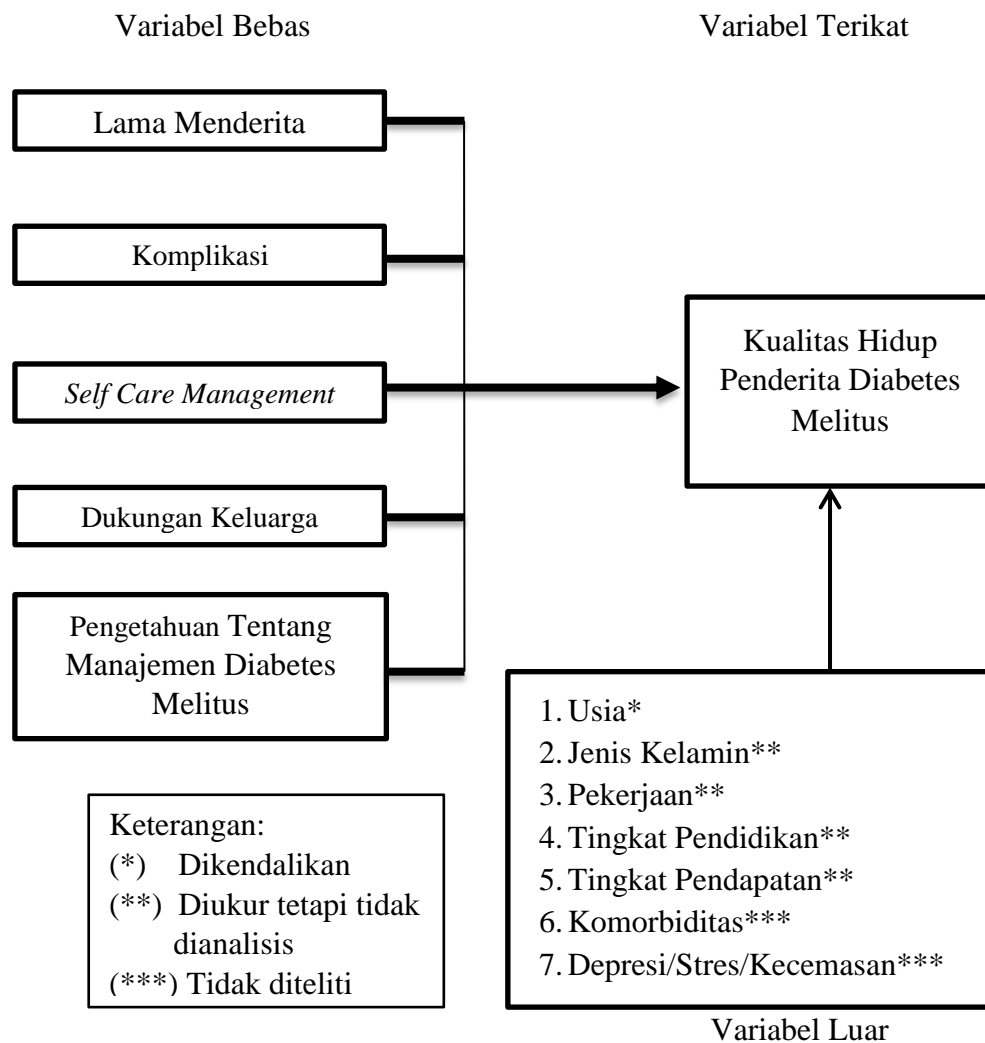 Variabel Bebas
Variabel Terikat
Lama Menderita
Komplikasi
Self Care Management
Dukungan Keluarga
Pengetahuan Tentang
Manajemen Diabetes
Melitus
Kualitas Hidup
Penderita Diabetes
Melitus
1. Usia*
2. Jenis Kelamin**
3. Pekerjaan**
4. Tingkat Pendidikan**
5. Tingkat Pendapatan**
6. Komorbiditas***
7. Depresi/Stres/Kecemasan***
Variabel Luar
Keterangan:
(*) Dikendalikan
(**) Diukur tetapi tidak
dianalisis
(***) Tidak diteliti